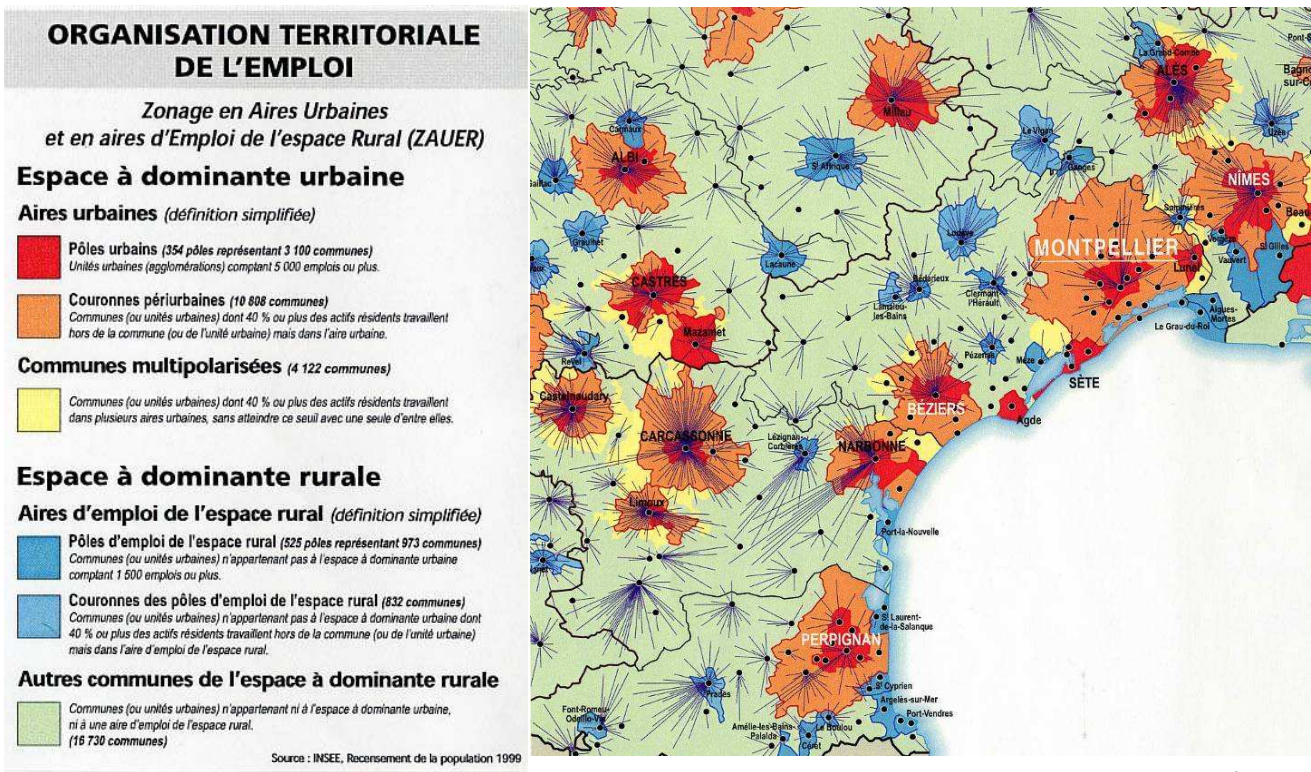 ORGANISATION TERRITORIALE
DE L'EMPLOI
Zonage en Aires Urbaines
et en aires d'Emploi de l'espace Rural (ZAUER)
Espace à dominante urbaine
Aires urbaines (définition simplifiée)
Pôles urbains (354 pôles représentant 3 100 communes)
Unités urbaines (agglomérations) comptant 5 000 emplois ou plus.
Couronnes périurbaines (10 808 communes)
Communes (ou unités urbaines) dont 40 % ou plus des actifs résidents travaillent
hors de la commune (ou de l'unité urbaine) mais dans l'aire urbaine.
Communes multipolarisées (4 122 communes)
Communes (ou unités urbaines) dont 40 % ou plus des actifs résidents travaillent
dans plusieurs aires urbaines, sans atteindre ce seuil avec une seule d'entre elles.
Espace à dominante rurale
Aires d'emploi de l'espace rural (définition simplifiée)
Pôles d'emploi de l'espace rural (525 pôles représentant 973 communes)
Communes (ou unités urbaines) n'appartenant pas à l'espace à dominante urbaine
comptant 1 500 emplois ou plus.
Couronnes des pôles d'emploi de l'espace rural (832 communes)
Communes (ou unités urbaines) n'appartenant pas à l'espace à dominante urbaine dont
40 % ou plus des actifs résidents travaillent hors de la commune (ou de l'unité urbaine)
mais dans l'aire d'emploi de l'espace rural.
Autres communes de l'espace à dominante rurale
Communes (ou unités urbaines) n'appartenant ni à l'espace à dominante urbaine,
ni à une aire d'emploi de l'espace rural.
(16 730 communes)
Source : INSEE, Recensement de la population 1999
La Grand-Combe
ALÈS
Bagno
sur-C
Millau
Carmaux
ALBI
St Affrique
Le Vigan
Ganges
Uzès
NÎMES
Gaillac
Sommières
Beau
Graulhet
Lacaune
Lodève
MONTPELLIER
Vauvert
St Gilles
Lunel
CASTRES
Bédarieux
Lamalou-
les-Bains
Clermont
l'Hérault
Aigues-
Mortes
Le Grau-du-Roi
Mazamet
Revel
Pézenas
Mèze
SÈTE
Castelnaudary
BÉZIERS
Agde
CARCASSONNE
Lézignan-
Corbières
NARBONNE
Limoux
Port-la-Nouvelle
St Laurent-
de-la-Salanque
PERPIGNAN
Prades
St Cyprien
Argelès-sur-Mer
Port-Vendres
Font-Romeu-
Odeillo-Via
Amélie-les-Bains-
Palalda
Le Boulou
Céret